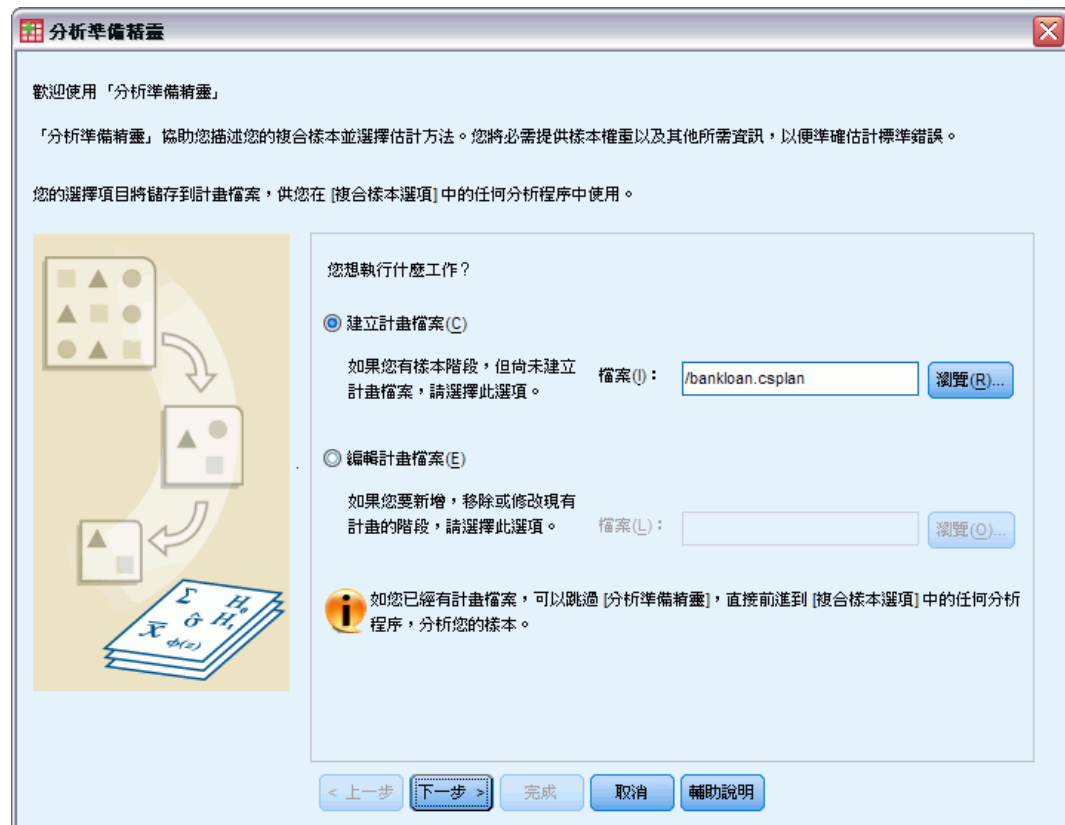 分析準備精靈
歡迎使用「分析準備精靈」
「分析準備精靈」協助您描述您的複合樣本並選擇估計方法。您將必需提供樣本權重以及其他所需資訊，以便準確估計標準錯誤。
您的選擇項目將儲存到計畫檔案，供您在 [複合樣本選項] 中的任何分析程序中使用。
您想執行什麼工作？
建立計畫檔案(C)
如果您有樣本階段，但尚未建立
計畫檔案，請選擇此選項。
檔案(I)： /bankloan.csplan 瀏覽(R)...
編輯計畫檔案(E)
如果您要新增，移除或修改現有
計畫的階段，請選擇此選項。
檔案(L)： 瀏覽(O)...
如您已經有計畫檔案，可以跳過 [分析準備精靈]，直接前進到 [複合樣本選項] 中的任何分析
程序，分析您的樣本。
Σ H₀
x̄ σ̂ H₁
φ(z)
< 上一步 下一步 > 完成 取消 輔助說明